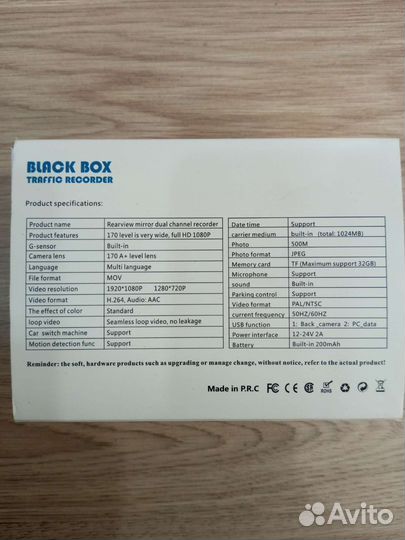 BLACK BOX
TRAFFIC RECORDER
Product specifications:
Product name Rearview mirror dual channel recorder
Product features 170 level is very wide, full HD 1080P
G-sensor Built-in
Camera lens 170 A+ level lens
Language Multi language
File format MOV
Video resolution 1920*1080P 1280*720P
Video format H.264, Audio: AAC
The effect of color Standard
loop video Seamless loop video, no leakage
Car switch machine Support
Motion detection func Support
Date time Support
carrier medium built-in (total: 1024MB)
Photo 500M
Photo format JPEG
Memory card TF (Maximum support 32GB)
Microphone Support
sound Built-in
Parking control Support
Video format PAL/NTSC
current frequency 50HZ/60HZ
USB function 1; Back _camera 2: PC_data
Power interface 12-24V 2A
Battery Built-in 200mAh
Reminder: the soft, hardware products such as upgrading or manage change, without notice, refer to the actual product!
Made in P.R.C FC CE RoHS
Avito